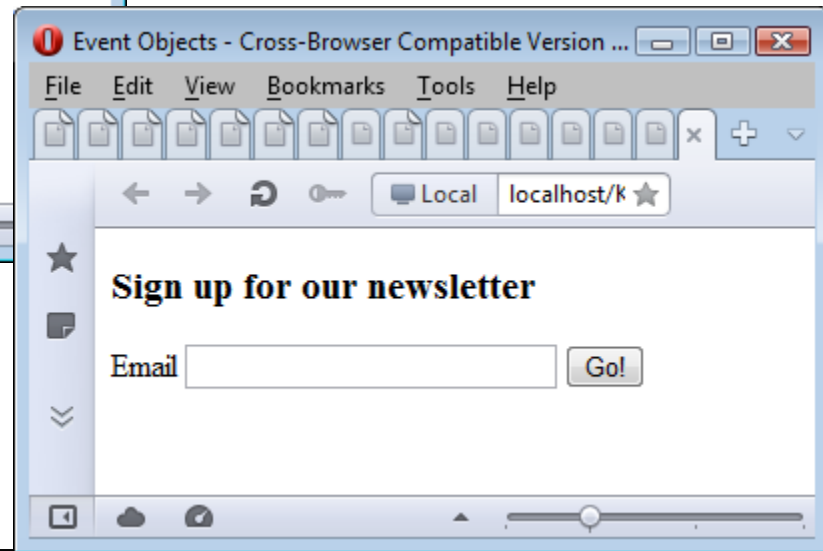 Event Objects - Cross-Browser Compatible Version ...
File Edit View Bookmarks Tools Help
Local localhost/K
Sign up for our newsletter
Email Go!